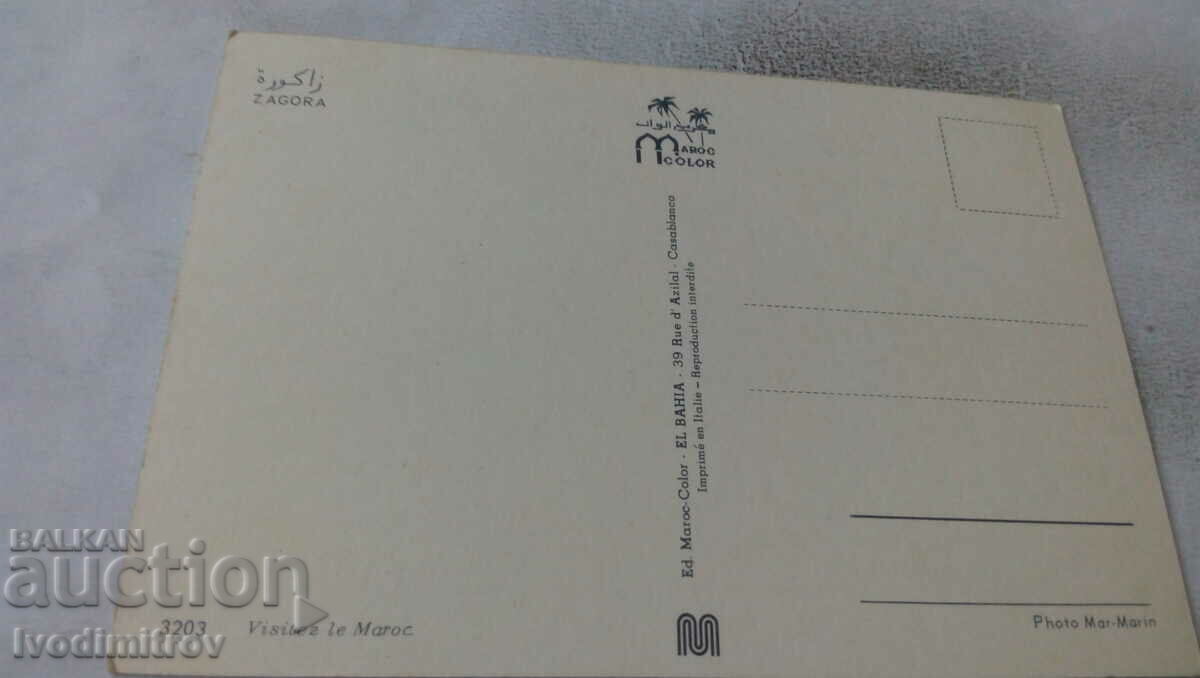 زاكورة
ZAGORA
MAROC
COLOR
Ed. Maroc-Color - EL BAHIA - 39 Rue d' Azilal - Casablanca
Imprimé en Italie - Reproduction interdite
3203 Visitez le Maroc
Photo Mar-Marin
BALKAN
auction
Ivodimitrov